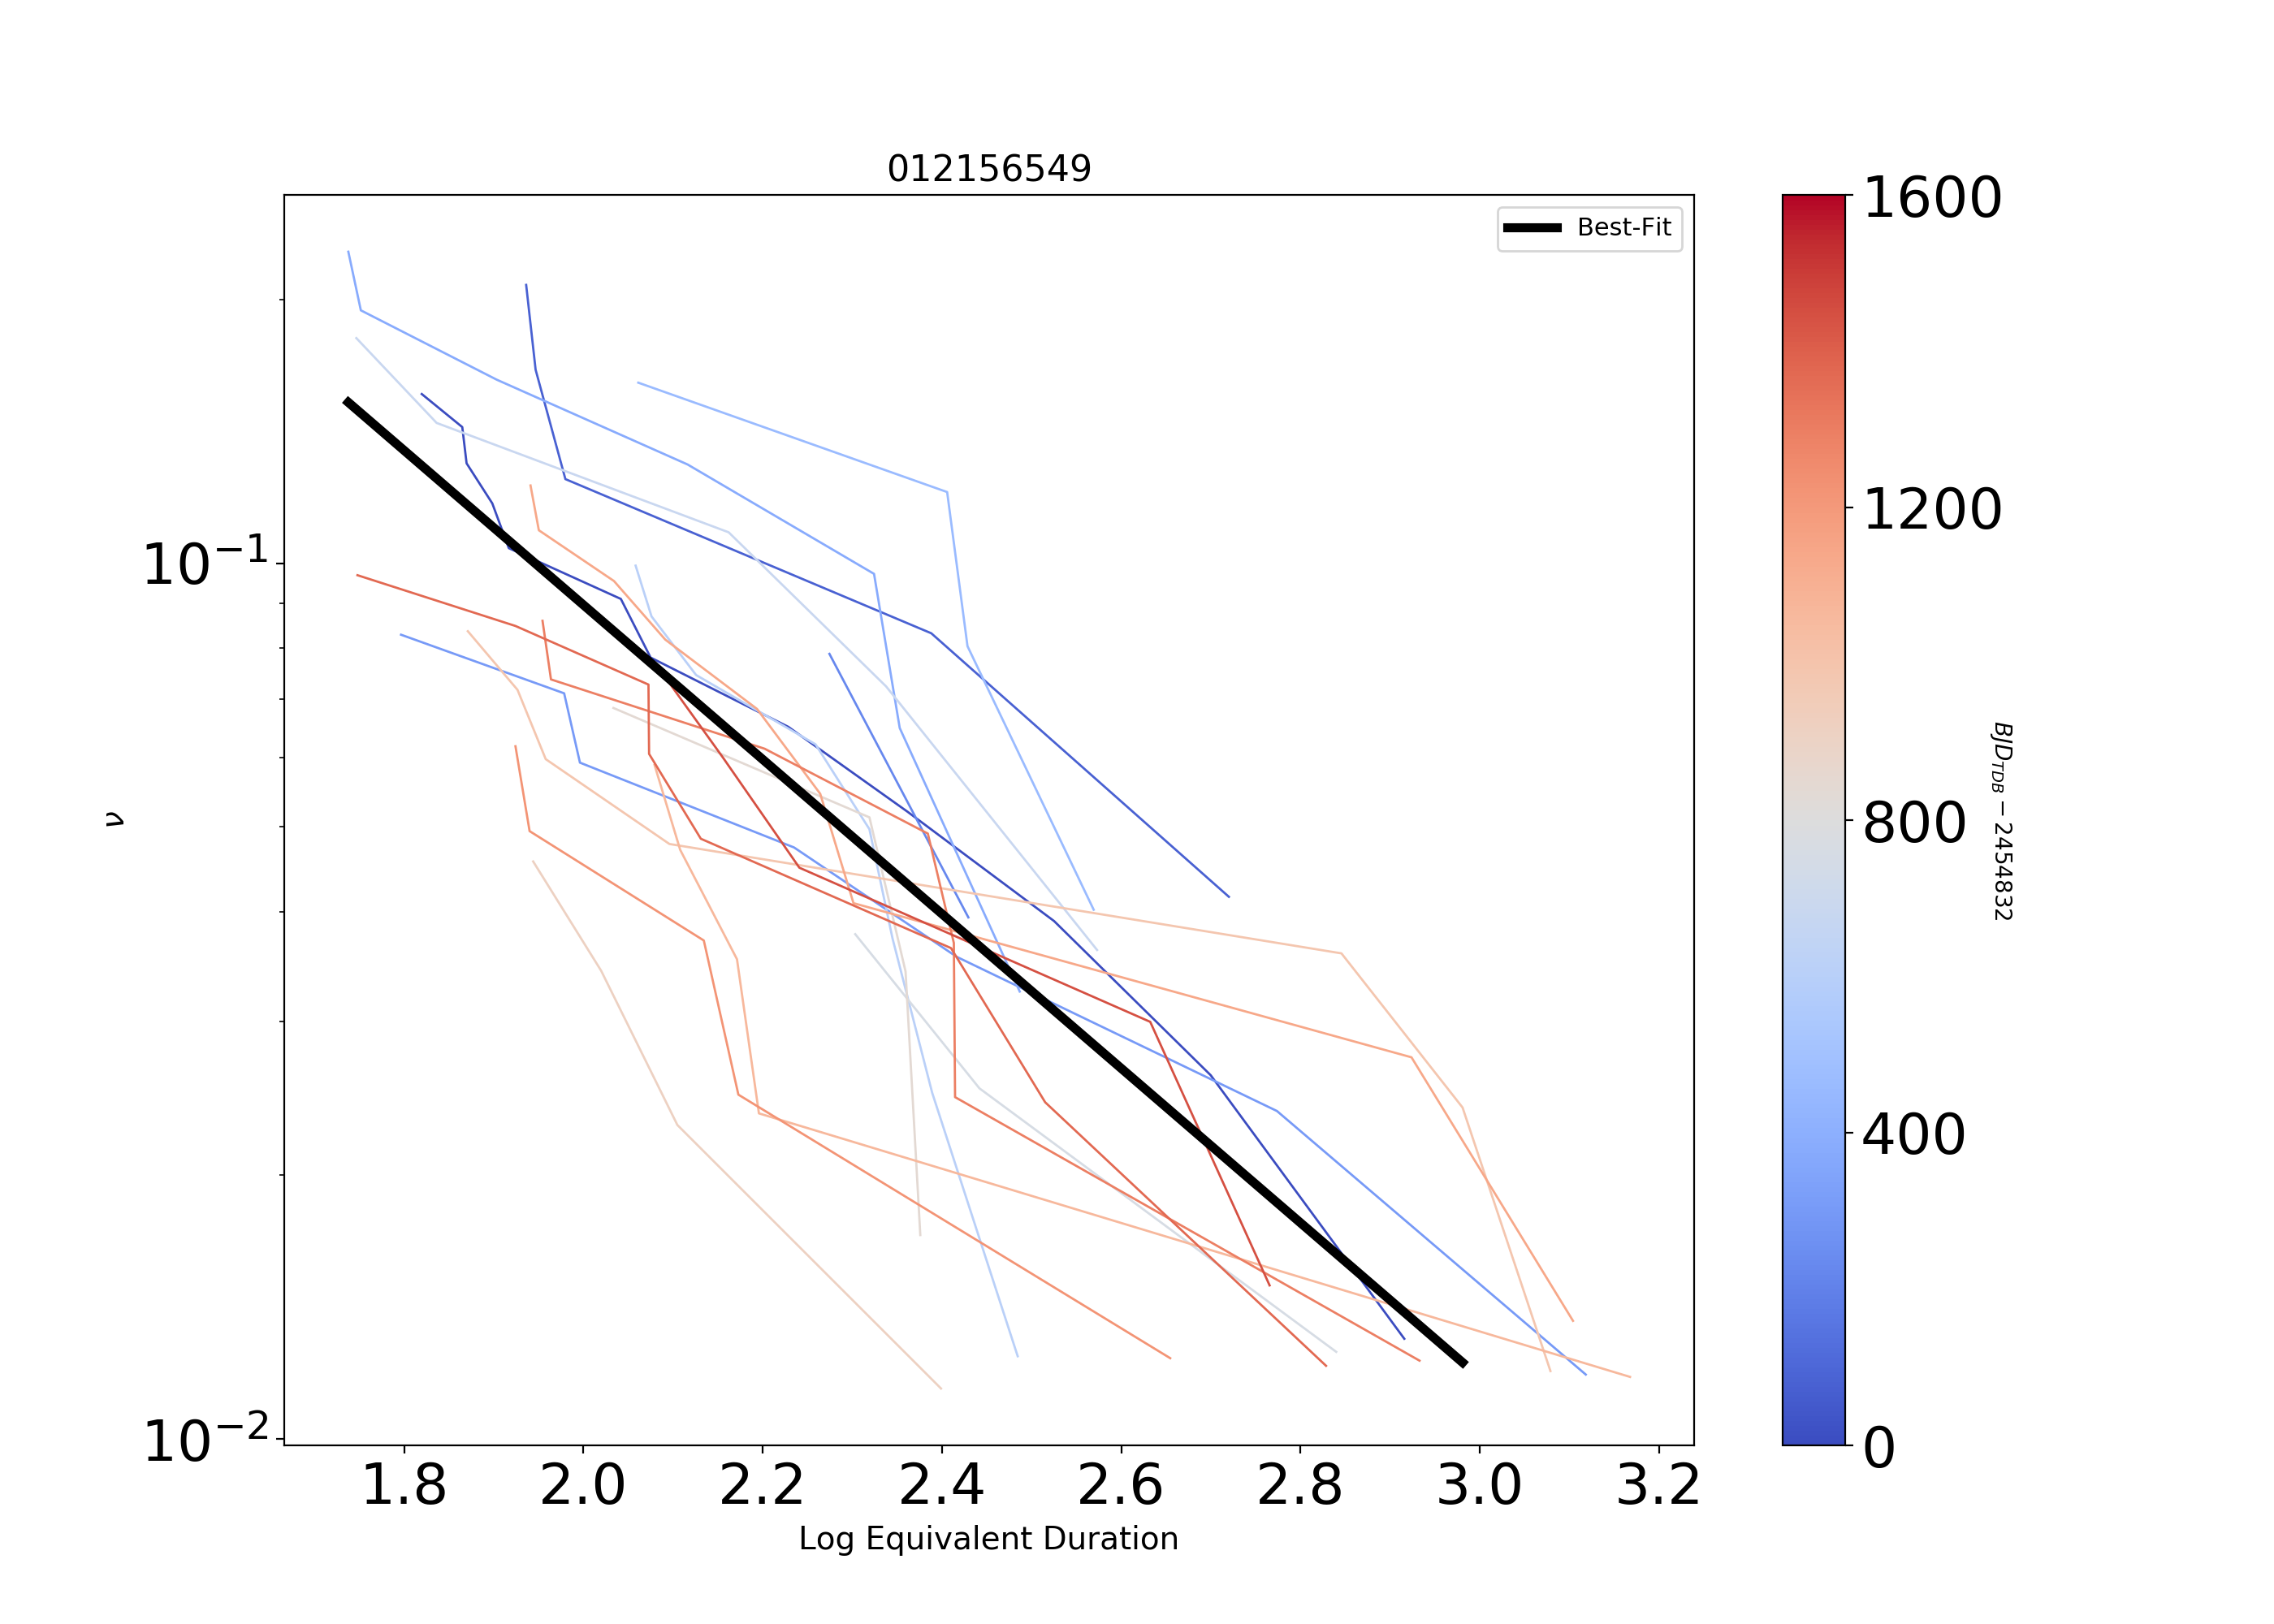 012156549
Best-Fit
ν
10⁻¹
10⁻²
1.8 2.0 2.2 2.4 2.6 2.8 3.0 3.2
Log Equivalent Duration
1600
1200
800
400
0
BJD_TDB − 2454832